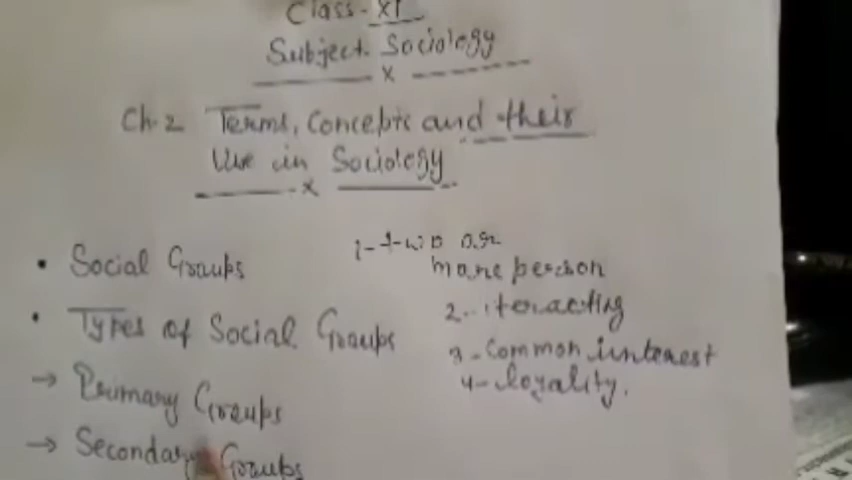 Class-XI
Subject. Sociology
x
Ch-2 Terms, Concepts and their
Use in Sociology
x
• Social Groups
1- two or
more person
2- iteracting
3- common interest
4- loyality.
• Types of Social Groups
→ Primary Groups
→ Secondary Groups